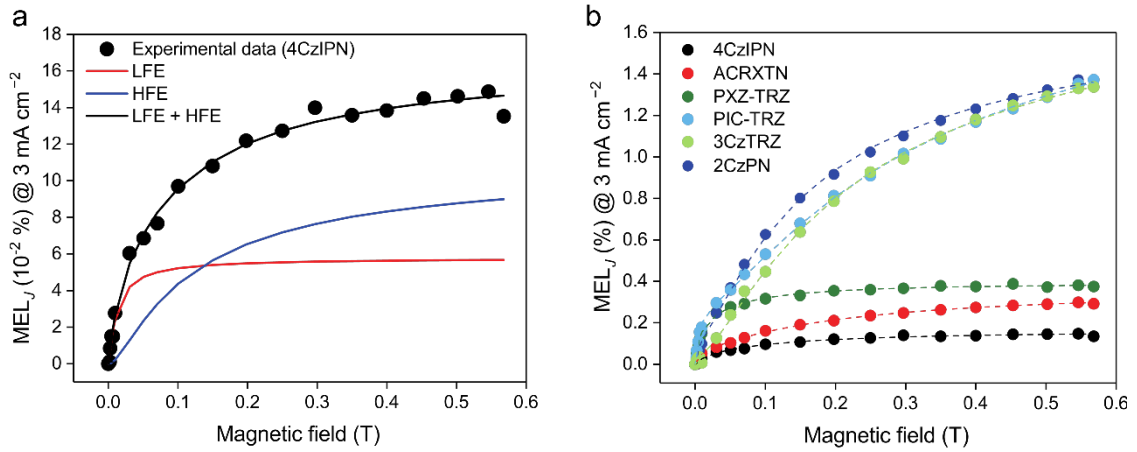 a
MEL_J (10⁻² %) @ 3 mA cm⁻²
18
16
14
12
10
8
6
4
2
0
Experimental data (4CzIPN)
LFE
HFE
LFE + HFE
0.0 0.1 0.2 0.3 0.4 0.5 0.6
Magnetic field (T)
b
MEL_J (%) @ 3 mA cm⁻²
1.6
1.4
1.2
1.0
0.8
0.6
0.4
0.2
0.0
4CzIPN
ACRXTN
PXZ-TRZ
PIC-TRZ
3CzTRZ
2CzPN
0.0 0.1 0.2 0.3 0.4 0.5 0.6
Magnetic field (T)